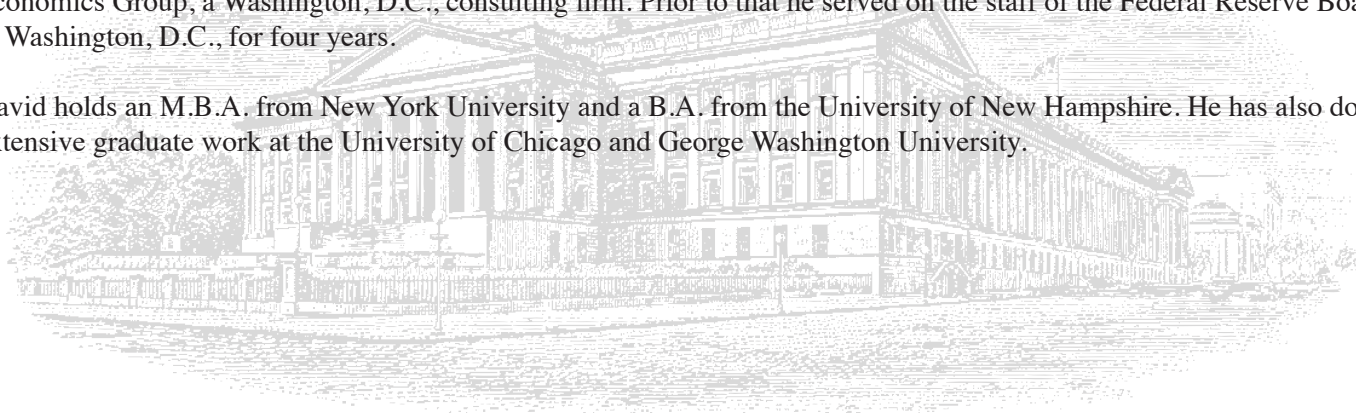 conomics Group, a Washington, D.C., consulting firm. Prior to that he served on the staff of the Federal Reserve Boa
Washington, D.C., for four years.
avid holds an M.B.A. from New York University and a B.A. from the University of New Hampshire. He has also do
xtensive graduate work at the University of Chicago and George Washington University.